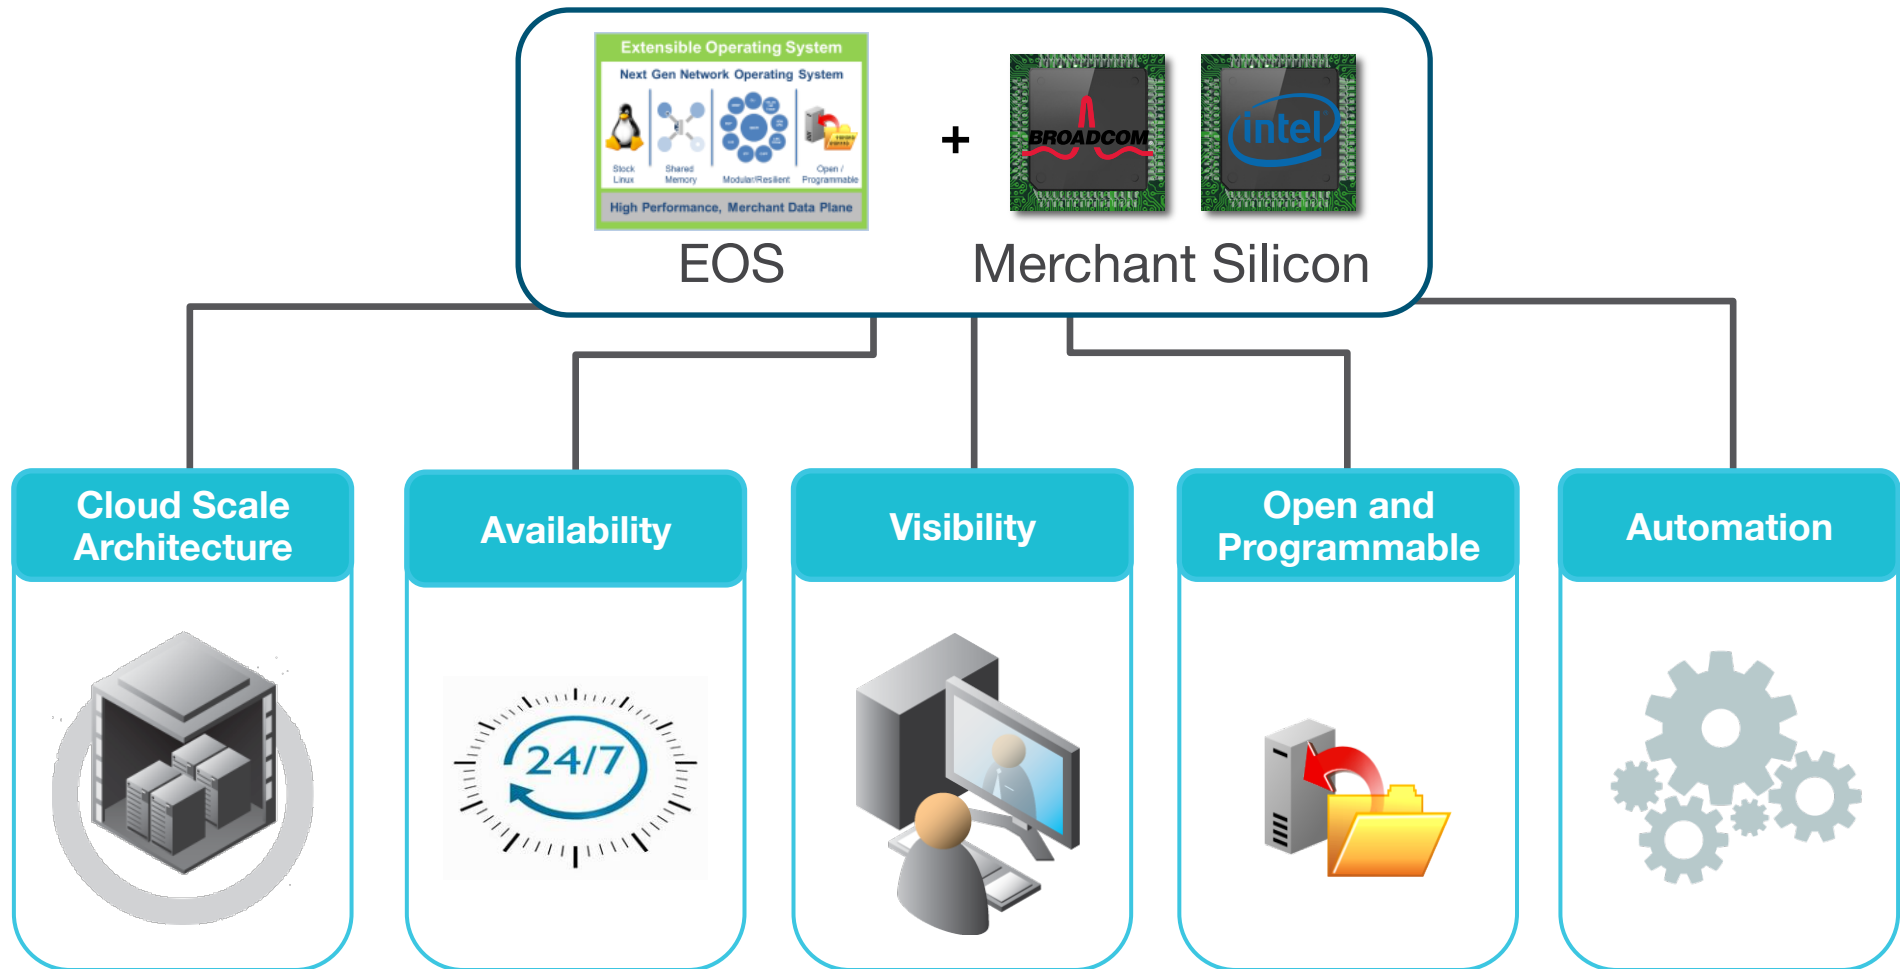 Extensible Operating System
Next Gen Network Operating System
Stock
Linux
Shared
Memory
Modular/Resilient
Open /
Programmable
High Performance, Merchant Data Plane
EOS
+
BROADCOM
intel
Merchant Silicon
Cloud Scale
Architecture
Availability
Visibility
Open and
Programmable
Automation
24/7